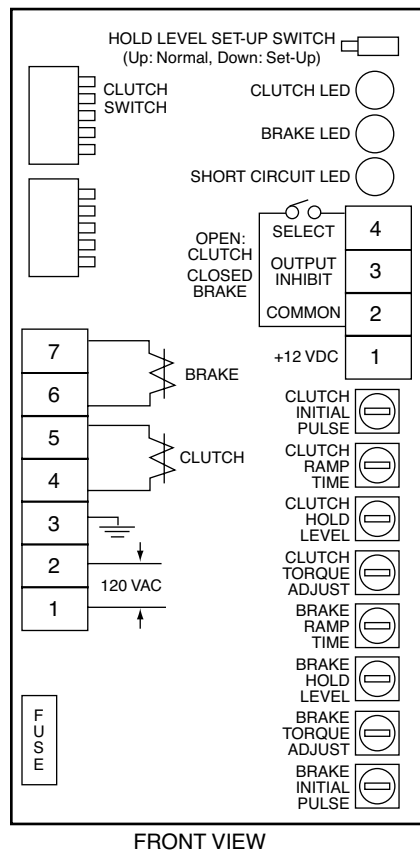 HOLD LEVEL SET-UP SWITCH
(Up: Normal, Down: Set-Up)
CLUTCH
SWITCH
CLUTCH LED
BRAKE LED
SHORT CIRCUIT LED
OPEN:
CLUTCH
CLOSED
BRAKE
SELECT
4
OUTPUT
INHIBIT
3
COMMON
2
+12 VDC
1
7
6
BRAKE
5
4
CLUTCH
3
2
1
120 VAC
CLUTCH
INITIAL
PULSE
CLUTCH
RAMP
TIME
CLUTCH
HOLD
LEVEL
CLUTCH
TORQUE
ADJUST
BRAKE
RAMP
TIME
BRAKE
HOLD
LEVEL
BRAKE
TORQUE
ADJUST
BRAKE
INITIAL
PULSE
FUSE
FRONT VIEW